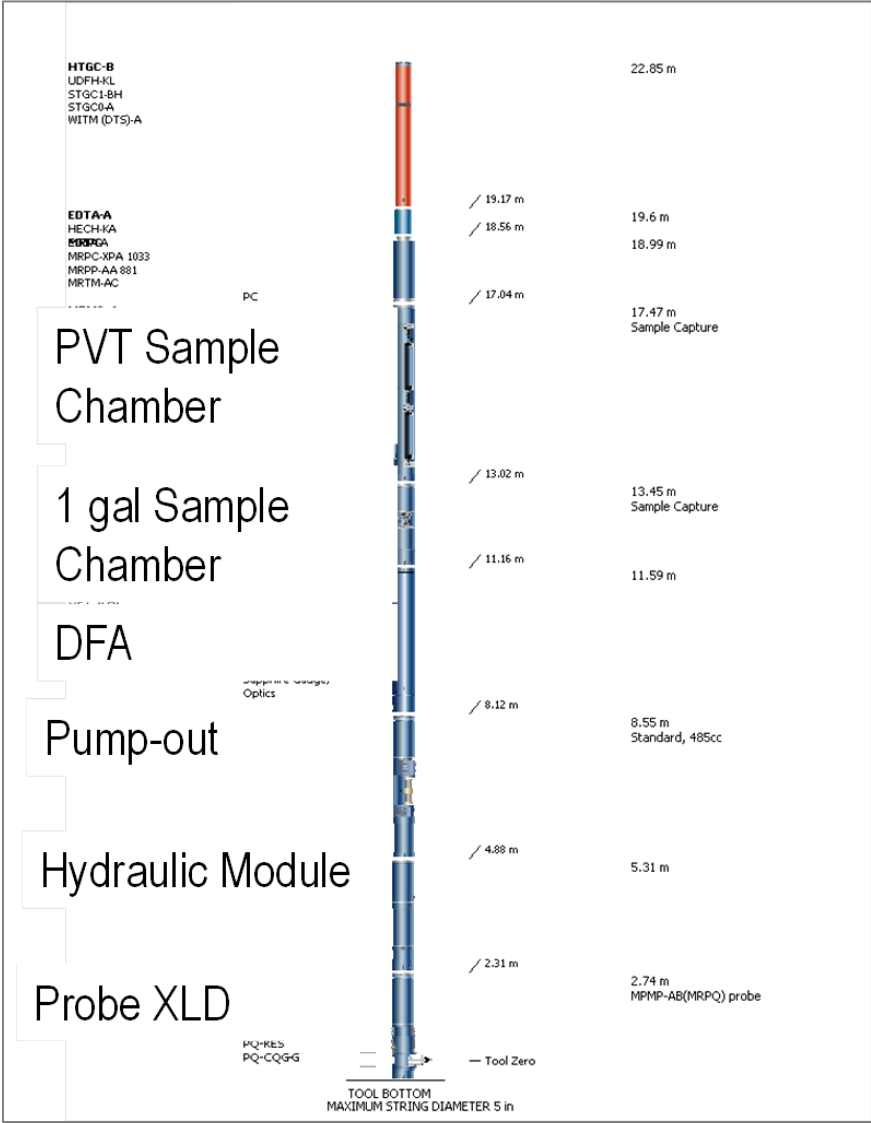 HTGC-B
22.85 m
UDFH-KL
STGC1-BH
STGC0-A
WITM (DTS)-A
19.17 m
EDTA-A
19.6 m
HECH-KA
18.56 m
18.99 m
MRPC-XPA 1033
MRPP-AA 881
MRTM-AC
PC
17.04 m
17.47 m
Sample Capture
PVT Sample
Chamber
13.02 m
13.45 m
Sample Capture
1 gal Sample
Chamber
11.16 m
11.59 m
DFA
Optics
8.12 m
8.55 m
Standard, 485cc
Pump-out
4.88 m
5.31 m
Hydraulic Module
2.31 m
2.74 m
MPMP-AB(MRPQ) probe
Probe XLD
PQ-RES
PQ-CQG-G
Tool Zero
TOOL BOTTOM
MAXIMUM STRING DIAMETER 5 in